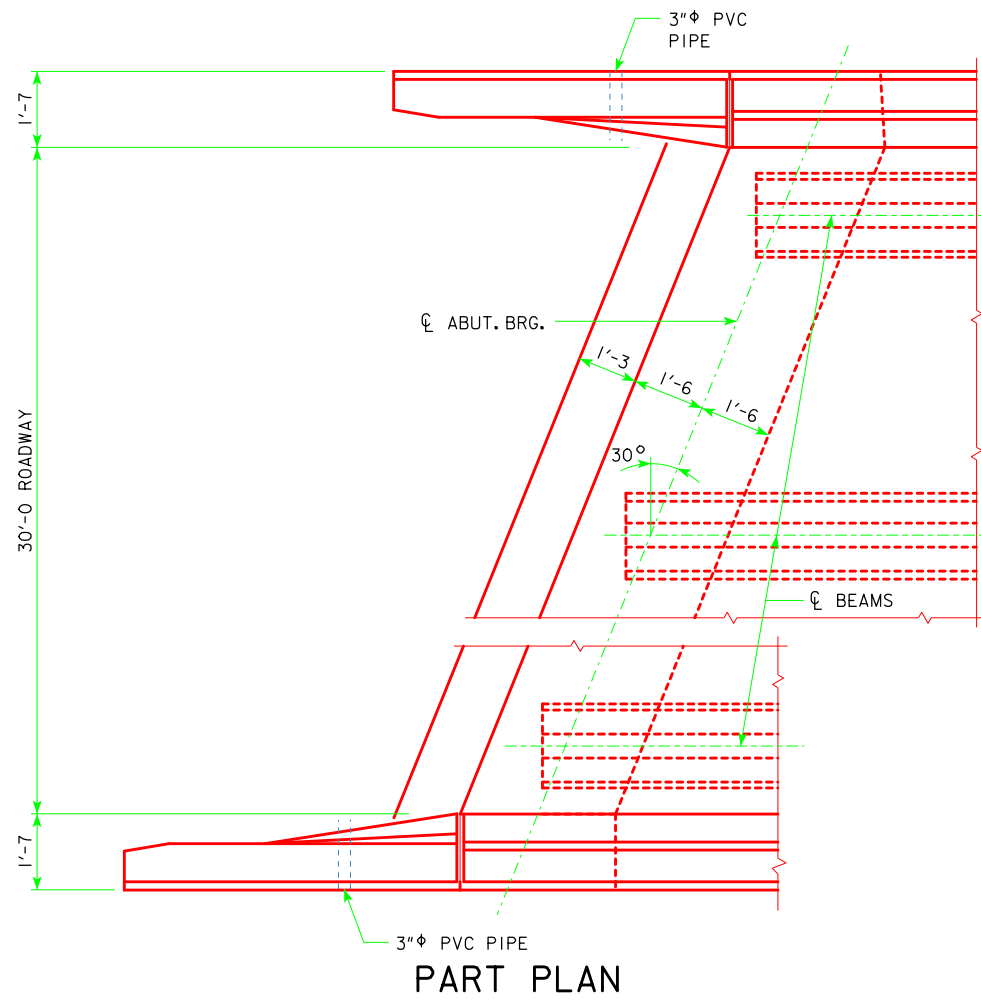 3"ϕ PVC
PIPE
1'-7
℄ ABUT. BRG.
1'-3
1'-6
1'-6
30°
30'-0 ROADWAY
℄ BEAMS
1'-7
3"ϕ PVC PIPE
PART PLAN